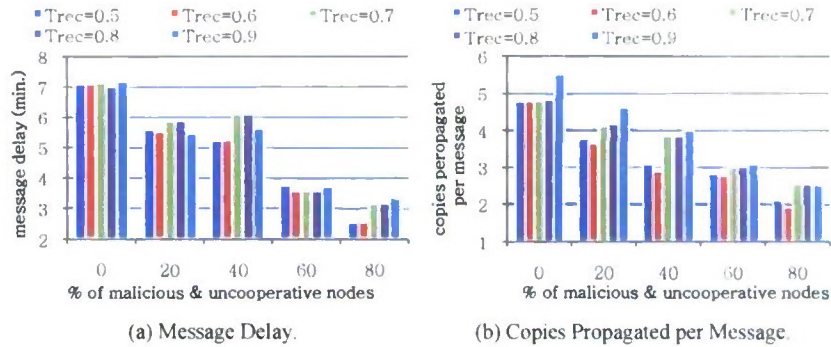 Trec=0.5 Trec=0.6 Trec=0.7
Trec=0.8 Trec=0.9
8
7
6
5
4
3
2
message delay (min.)
0 20 40 60 80
% of malicious & uncooperative nodes
(a) Message Delay.
Trec=0.5 Trec=0.6 Trec=0.7
Trec=0.8 Trec=0.9
6
5
4
3
2
1
copies peropagated
per message
0 20 40 60 80
% of malicious & uncooperative nodes
(b) Copies Propagated per Message.